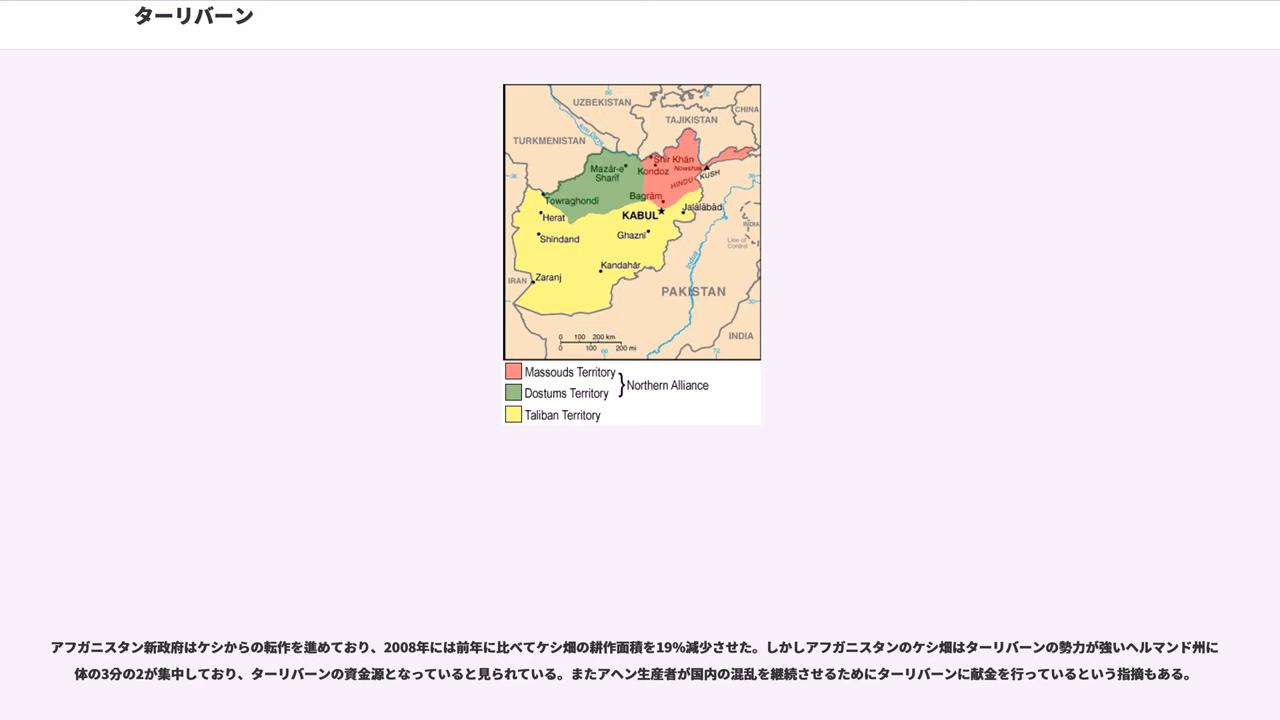 ターリバーン
UZBEKISTAN
CHINA
TAJIKISTAN
TURKMENISTAN
Shir Khān
Mazār-e
Sharīf
Kondoz
Nowshak
HINDU KUSH
Towraghondī
Bagrām
Jalālābād
Herat
KABUL
INDIA
Shīndand
Ghaznī
Line of
Control
Indus
Kandahār
IRAN
Zaranj
PAKISTAN
INDIA
0 100 200 km
0 100 200 mi
72
Massouds Territory
Northern Alliance
Dostums Territory
Taliban Territory
アフガニスタン新政府はケシからの転作を進めており、2008年には前年に比べてケシ畑の耕作面積を19%減少させた。しかしアフガニスタンのケシ畑はターリバーンの勢力が強いヘルマンド州に
体の3分の2が集中しており、ターリバーンの資金源となっていると見られている。またアヘン生産者が国内の混乱を継続させるためにターリバーンに献金を行っているという指摘もある。